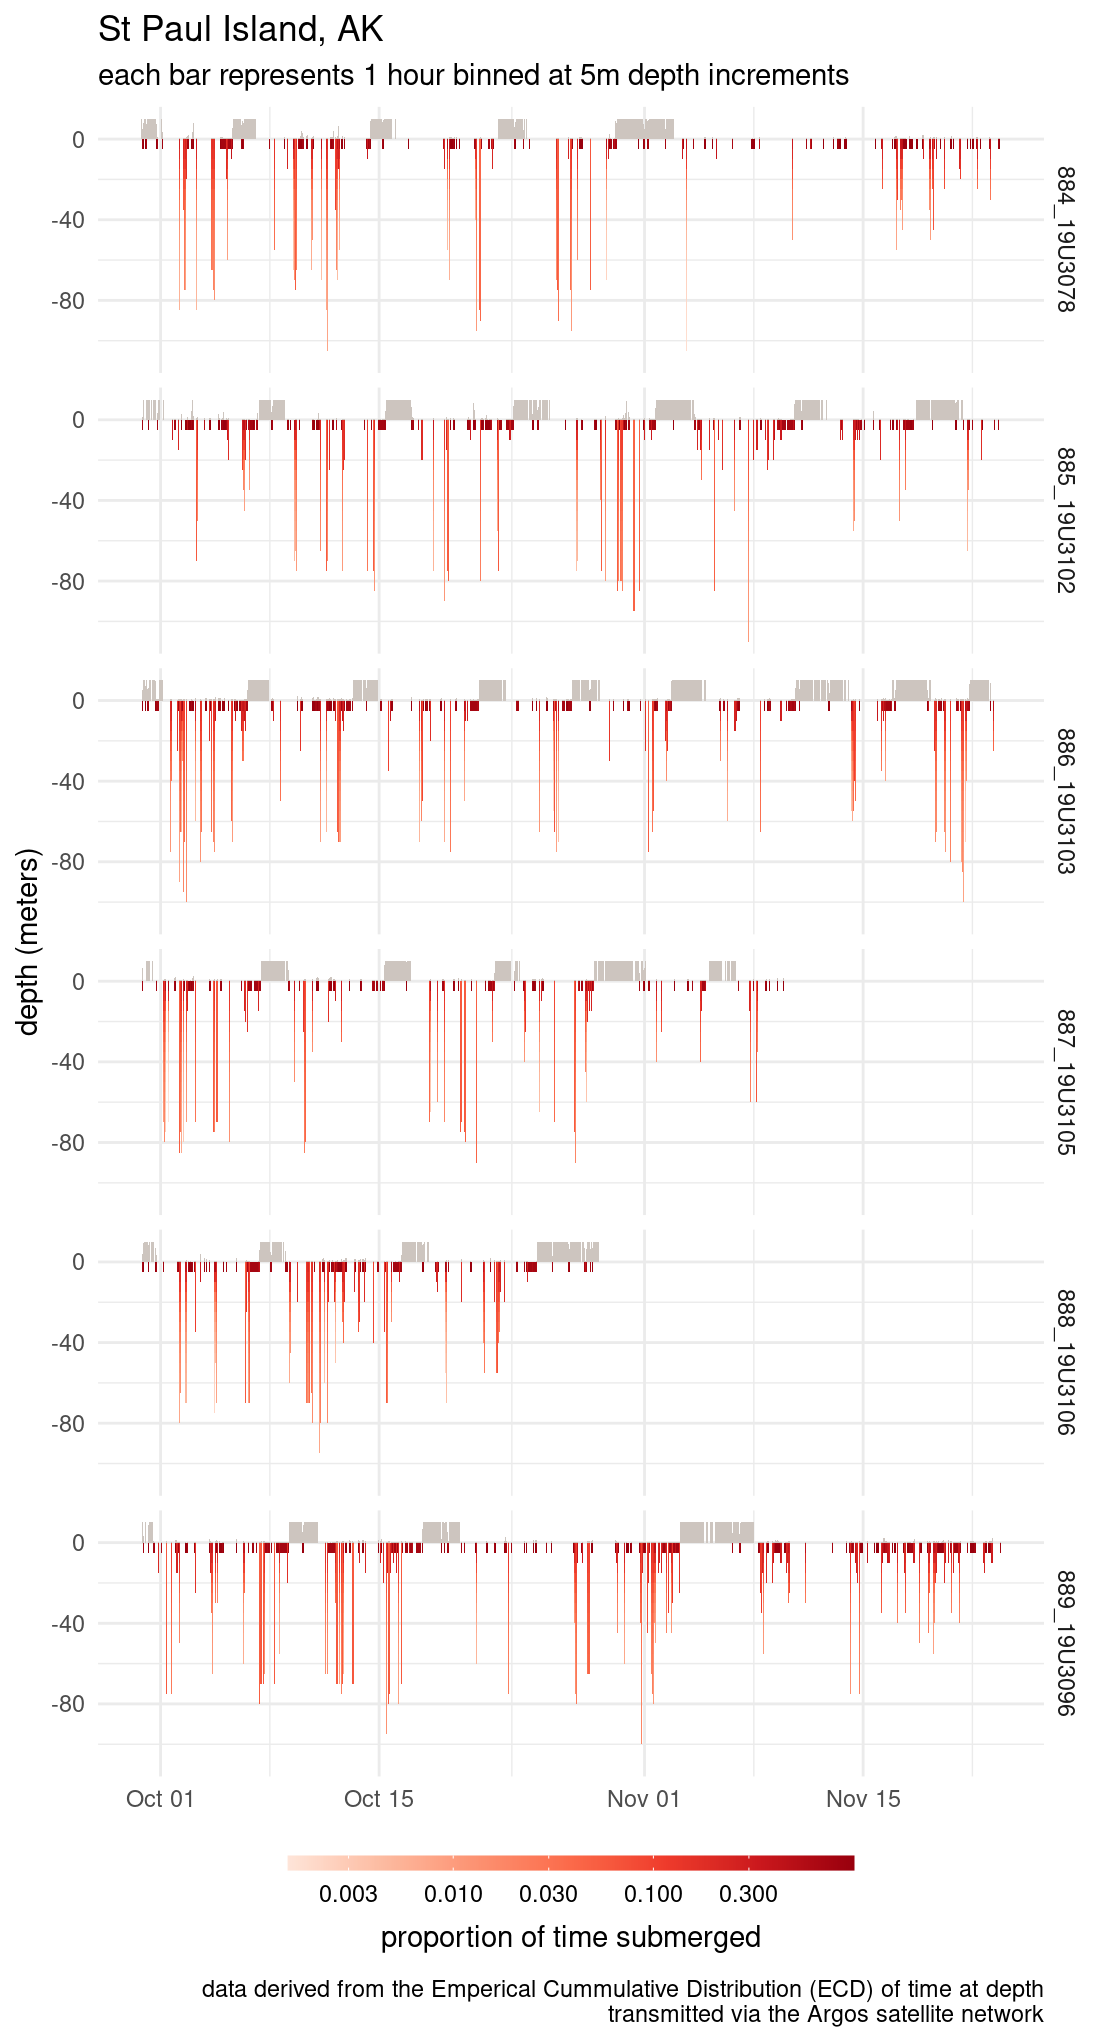 St Paul Island, AK
each bar represents 1 hour binned at 5m depth increments
0
-40
-80
884_19U3078
0
-40
-80
885_19U3102
0
-40
-80
886_19U3103
depth (meters)
0
-40
-80
887_19U3105
0
-40
-80
888_19U3106
0
-40
-80
889_19U3096
Oct 01 Oct 15 Nov 01 Nov 15
0.003 0.010 0.030 0.100 0.300
proportion of time submerged
data derived from the Emperical Cummulative Distribution (ECD) of time at depth
transmitted via the Argos satellite network